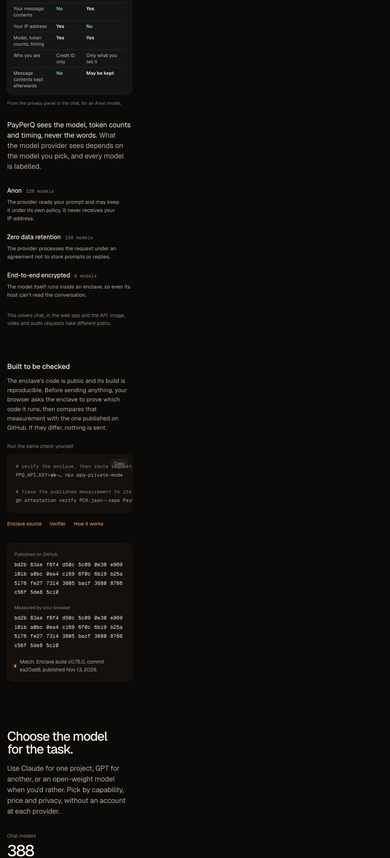 Your message contents No Yes
Your IP address Yes No
Model, token counts, timing Yes Yes
Who you are Credit ID only Only what you tell it
Message contents kept afterwards No May be kept
From the privacy panel in the chat, for an Anon model.
PayPerQ sees the model, token counts
and timing, never the words. What
the model provider sees depends on
the model you pick, and every model
is labelled.
Anon 226 models
The provider reads your prompt and may keep
it under its own policy. It never receives your
IP address.
Zero data retention 156 models
The provider processes the request under an
agreement not to store prompts or replies.
End-to-end encrypted 6 models
The model itself runs inside an enclave, so even its
host can't read the conversation.
This covers chat, in the web app and the API. Image,
video and audio requests take different paths.
Built to be checked
The enclave's code is public and its build is
reproducible. Before sending anything, your
browser asks the enclave to prove which
code it runs, then compares that
measurement with the one published on
GitHub. If they differ, nothing is sent.
Run the same check yourself
Copy
# verify the enclave, then route request
PPQ_API_KEY=sk-… npx ppq-private-mode
# trace the published measurement to its
gh attestation verify PCR.json --repo Pay
Enclave source Verifier How it works
Published on GitHub
bd2b 83ae f6f4 d50c 5c09 0e30 e969
101b a0bc 0ea4 c169 6f0c 6b19 b25a
5176 fe27 7314 3805 bacf 3660 8766
c56f 5de8 5c10
Measured by your browser
bd2b 83ae f6f4 d50c 5c09 0e30 e969
101b a0bc 0ea4 c169 6f0c 6b19 b25a
5176 fe27 7314 3805 bacf 3660 8766
c56f 5de8 5c10
Match. Enclave build v0.75.0, commit
ea20ad8, published Nov 13, 2026.
Choose the model
for the task.
Use Claude for one project, GPT for
another, or an open-weight model
when you'd rather. Pick by capability,
price and privacy, without an account
at each provider.
Chat models
388